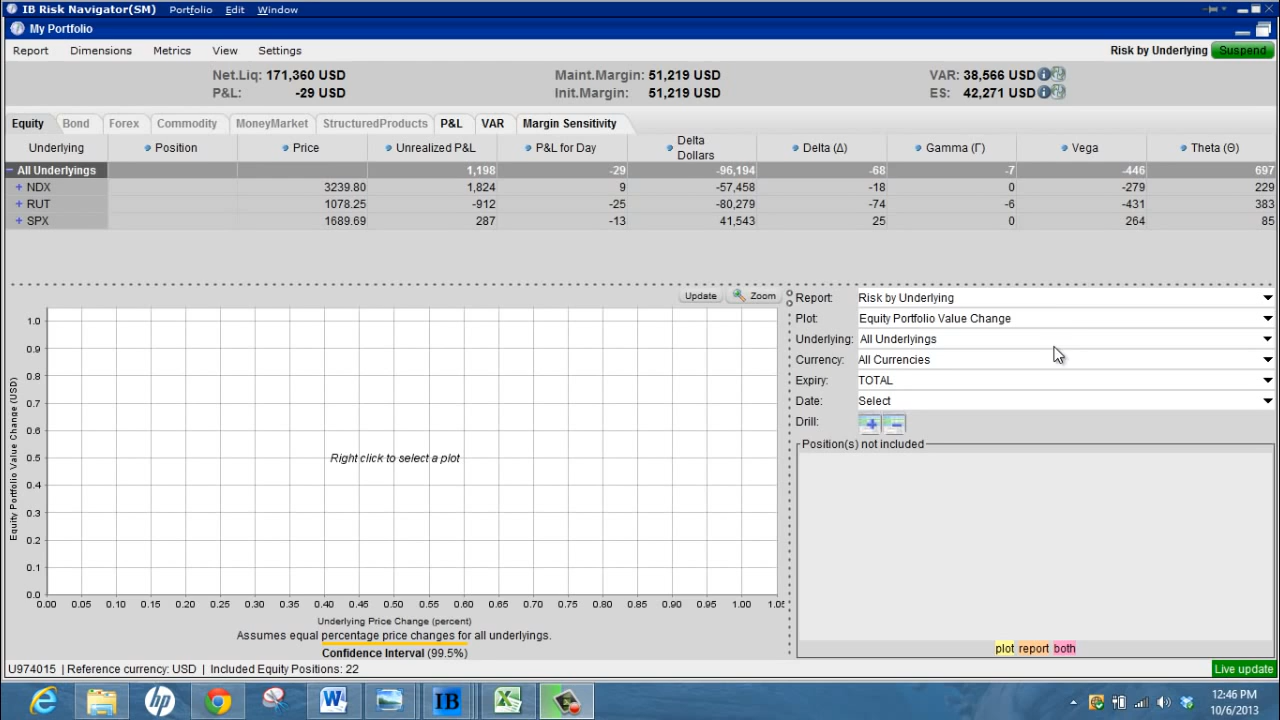 IB Risk Navigator(SM) Portfolio Edit Window
My Portfolio
Report Dimensions Metrics View Settings Risk by Underlying Suspend
Net.Liq: 171,360 USD Maint.Margin: 51,219 USD VAR: 38,566 USD
P&L: -29 USD Init.Margin: 51,219 USD ES: 42,271 USD
Equity Bond Forex Commodity MoneyMarket StructuredProducts P&L VAR Margin Sensitivity
Underlying Position Price Unrealized P&L P&L for Day Delta Dollars Delta (Δ) Gamma (Γ) Vega Theta (Θ)
− All Underlyings 1,198 -29 -96,194 -68 -7 -446 697
+ NDX 3239.80 1,824 9 -57,458 -18 0 -279 229
+ RUT 1078.25 -912 -25 -80,279 -74 -6 -431 383
+ SPX 1689.69 287 -13 41,543 25 0 264 85
Update Zoom
Equity Portfolio Value Change (USD)
1.0
0.9
0.8
0.7
0.6
0.5
0.4
0.3
0.2
0.1
0.0
Right click to select a plot
0.00 0.05 0.10 0.15 0.20 0.25 0.30 0.35 0.40 0.45 0.50 0.55 0.60 0.65 0.70 0.75 0.80 0.85 0.90 0.95 1.00
Underlying Price Change (percent)
Assumes equal percentage price changes for all underlyings.
Confidence Interval (99.5%)
Report: Risk by Underlying
Plot: Equity Portfolio Value Change
Underlying: All Underlyings
Currency: All Currencies
Expiry: TOTAL
Date: Select
Drill: + −
Position(s) not included
plot report both
U974015 | Reference currency: USD | Included Equity Positions: 22 Live update
hp W IB X
12:46 PM
10/6/2013